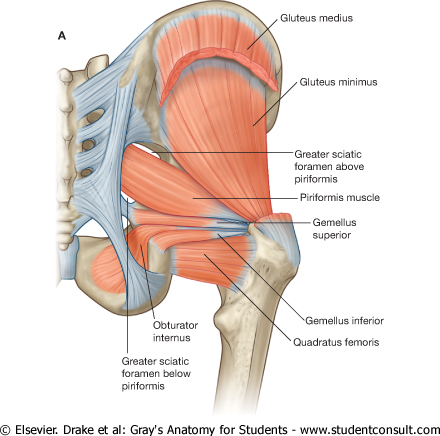 A
Gluteus medius
Gluteus minimus
Greater sciatic
foramen above
piriformis
Piriformis muscle
Gemellus
superior
Gemellus inferior
Quadratus femoris
Obturator
internus
Greater sciatic
foramen below
piriformis
© Elsevier. Drake et al: Gray's Anatomy for Students - www.studentconsult.com